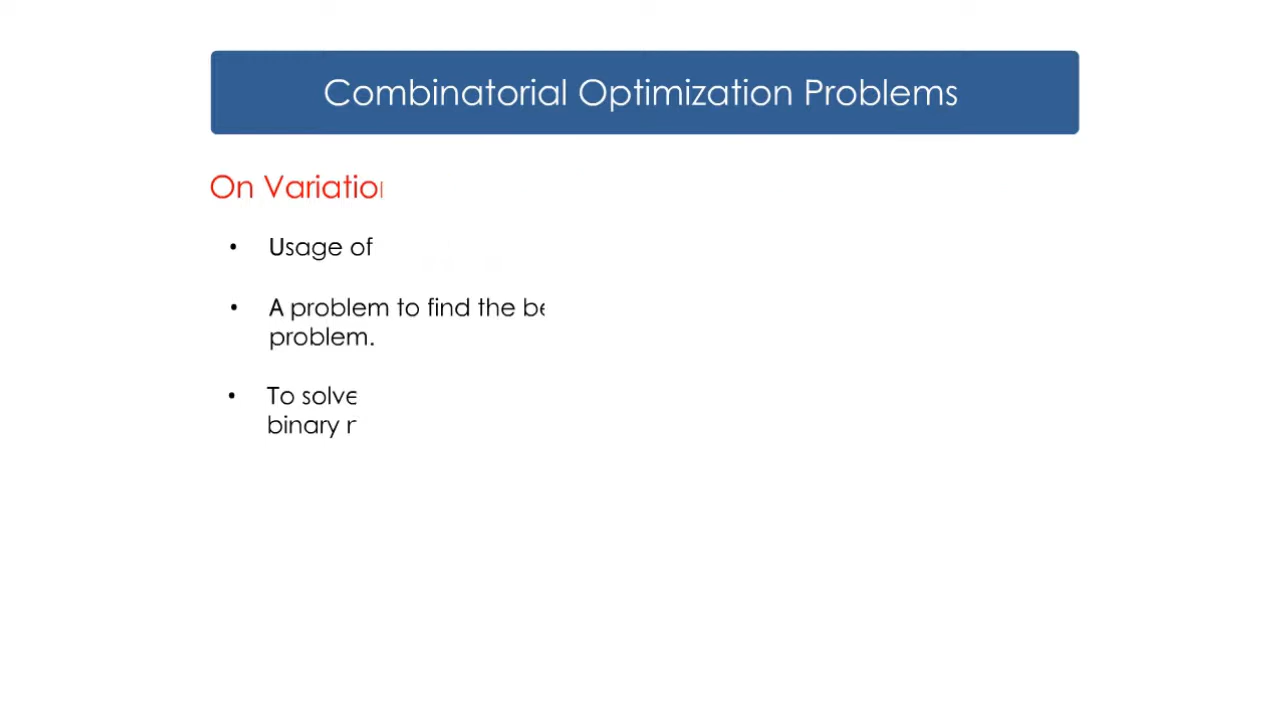 Combinatorial Optimization Problems
On Variatio
• Usage of
• A problem to find the be
problem.
• To solve
binary r